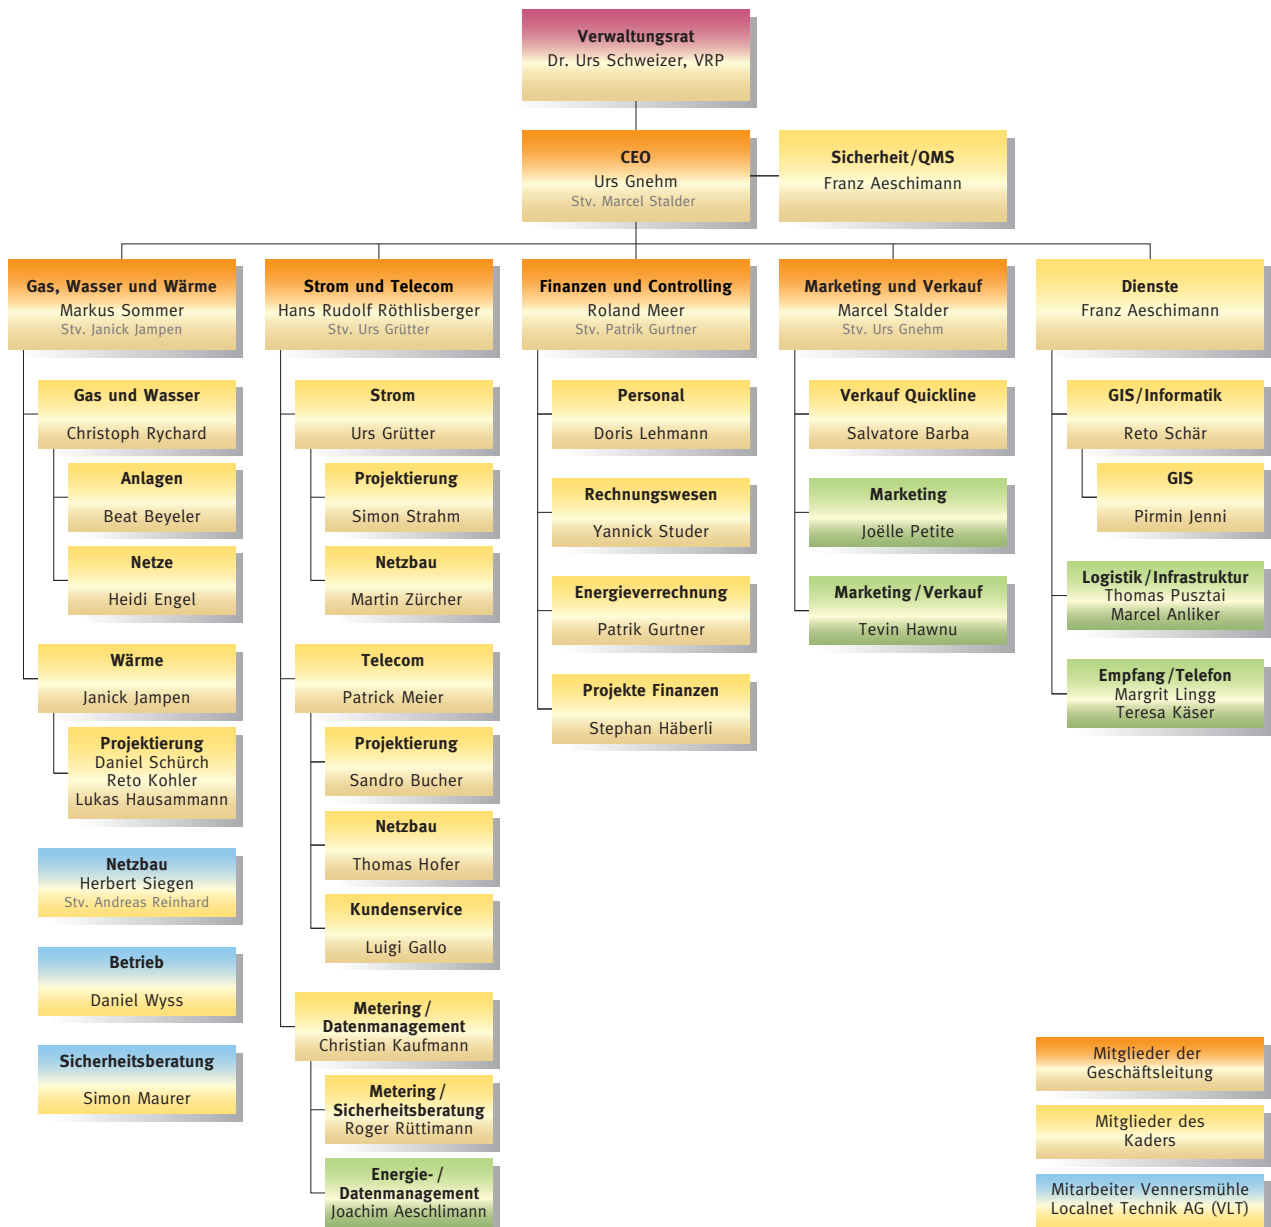 Verwaltungsrat
Dr. Urs Schweizer, VRP
CEO
Urs Gnehm
Stv. Marcel Stalder
Sicherheit/QMS
Franz Aeschimann
Gas, Wasser und Wärme
Markus Sommer
Stv. Janick Jampen
Gas und Wasser
Christoph Rychard
Anlagen
Beat Beyeler
Netze
Heidi Engel
Wärme
Janick Jampen
Projektierung
Daniel Schürch
Reto Kohler
Lukas Hausammann
Netzbau
Herbert Siegen
Stv. Andreas Reinhard
Betrieb
Daniel Wyss
Sicherheitsberatung
Simon Maurer
Strom und Telecom
Hans Rudolf Röthlisberger
Stv. Urs Grütter
Strom
Urs Grütter
Projektierung
Simon Strahm
Netzbau
Martin Zürcher
Telecom
Patrick Meier
Projektierung
Sandro Bucher
Netzbau
Thomas Hofer
Kundenservice
Luigi Gallo
Metering/
Datenmanagement
Christian Kaufmann
Metering/
Sicherheitsberatung
Roger Rüttimann
Energie-/
Datenmanagement
Joachim Aeschlimann
Finanzen und Controlling
Roland Meer
Stv. Patrik Gurtner
Personal
Doris Lehmann
Rechnungswesen
Yannick Studer
Energieverrechnung
Patrik Gurtner
Projekte Finanzen
Stephan Häberli
Marketing und Verkauf
Marcel Stalder
Stv. Urs Gnehm
Verkauf Quickline
Salvatore Barba
Marketing
Joëlle Petite
Marketing/Verkauf
Tevin Hawnu
Dienste
Franz Aeschimann
GIS/Informatik
Reto Schär
GIS
Pirmin Jenni
Logistik/Infrastruktur
Thomas Pusztai
Marcel Anliker
Empfang/Telefon
Margrit Lingg
Teresa Käser
Mitglieder der
Geschäftsleitung
Mitglieder des
Kaders
Mitarbeiter Vennersmühle
Localnet Technik AG (VLT)